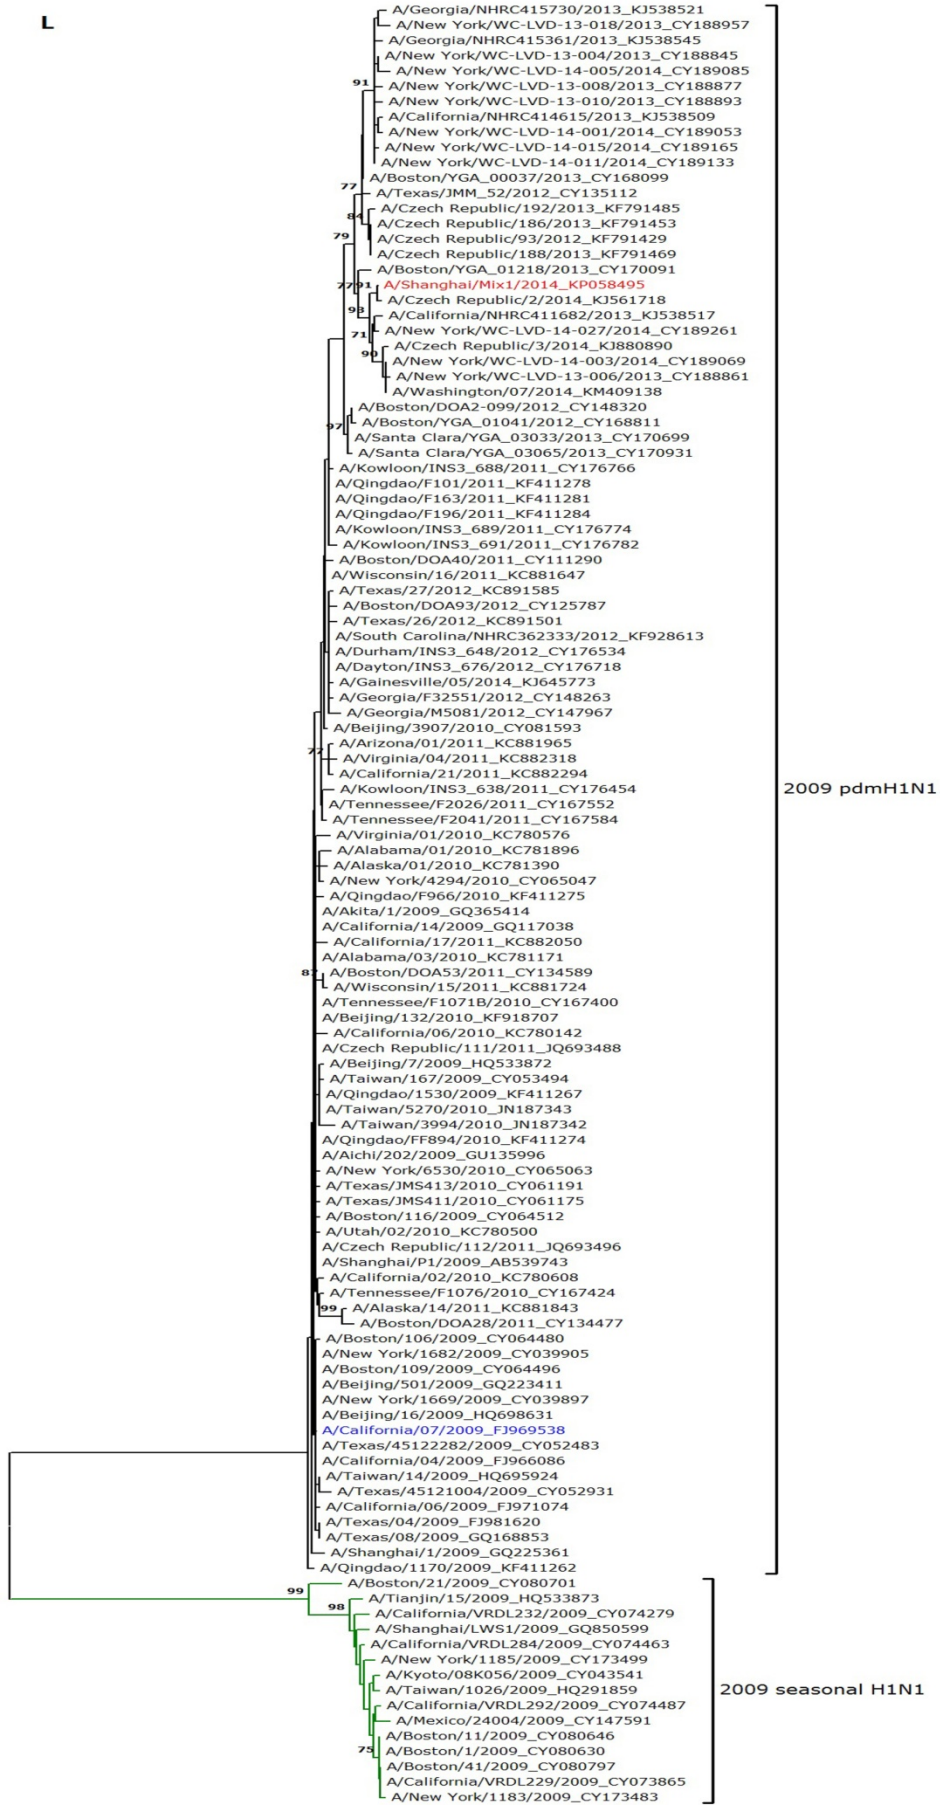 L
A/Georgia/NHRC415730/2013_KJ538521
A/New York/WC-LVD-13-018/2013_CY188957
A/Georgia/NHRC415361/2013_KJ538545
A/New York/WC-LVD-13-004/2013_CY188845
A/New York/WC-LVD-14-005/2014_CY189085
91
A/New York/WC-LVD-13-008/2013_CY188877
A/New York/WC-LVD-13-010/2013_CY188893
A/California/NHRC414615/2013_KJ538509
A/New York/WC-LVD-14-001/2014_CY189053
A/New York/WC-LVD-14-015/2014_CY189165
A/New York/WC-LVD-14-011/2014_CY189133
A/Boston/YGA_00037/2013_CY168099
77
A/Texas/JMM_52/2012_CY135112
A/Czech Republic/192/2013_KF791485
84
A/Czech Republic/186/2013_KF791453
79
A/Czech Republic/93/2012_KF791429
A/Czech Republic/188/2013_KF791469
A/Boston/YGA_01218/2013_CY170091
77
91
A/Shanghai/Mix1/2014_KP058495
A/Czech Republic/2/2014_KJ561718
93
A/California/NHRC411682/2013_KJ538517
A/New York/WC-LVD-14-027/2014_CY189261
71
A/Czech Republic/3/2014_KJ880890
90
A/New York/WC-LVD-14-003/2014_CY189069
A/New York/WC-LVD-13-006/2013_CY188861
A/Washington/07/2014_KM409138
A/Boston/DOA2-099/2012_CY148320
97
A/Boston/YGA_01041/2012_CY168811
A/Santa Clara/YGA_03033/2013_CY170699
A/Santa Clara/YGA_03065/2013_CY170931
A/Kowloon/INS3_688/2011_CY176766
A/Qingdao/F101/2011_KF411278
A/Qingdao/F163/2011_KF411281
A/Qingdao/F196/2011_KF411284
A/Kowloon/INS3_689/2011_CY176774
A/Kowloon/INS3_691/2011_CY176782
A/Boston/DOA40/2011_CY111290
A/Wisconsin/16/2011_KC881647
A/Texas/27/2012_KC891585
A/Boston/DOA93/2012_CY125787
A/Texas/26/2012_KC891501
A/South Carolina/NHRC362333/2012_KF928613
A/Durham/INS3_648/2012_CY176534
A/Dayton/INS3_676/2012_CY176718
A/Gainesville/05/2014_KJ645773
A/Georgia/F32551/2012_CY148263
A/Georgia/M5081/2012_CY147967
A/Beijing/3907/2010_CY081593
77
A/Arizona/01/2011_KC881965
A/Virginia/04/2011_KC882318
A/California/21/2011_KC882294
A/Kowloon/INS3_638/2011_CY176454
2009 pdmH1N1
A/Tennessee/F2026/2011_CY167552
A/Tennessee/F2041/2011_CY167584
A/Virginia/01/2010_KC780576
A/Alabama/01/2010_KC781896
A/Alaska/01/2010_KC781390
A/New York/4294/2010_CY065047
A/Qingdao/F966/2010_KF411275
A/Akita/1/2009_GQ365414
A/California/14/2009_GQ117038
A/California/17/2011_KC882050
A/Alabama/03/2010_KC781171
A/Boston/DOA53/2011_CY134589
A/Wisconsin/15/2011_KC881724
A/Tennessee/F1071B/2010_CY167400
A/Beijing/132/2010_KF918707
A/California/06/2010_KC780142
A/Czech Republic/111/2011_JQ693488
A/Beijing/7/2009_HQ533872
A/Taiwan/167/2009_CY053494
A/Qingdao/1530/2009_KF411267
A/Taiwan/5270/2010_JN187343
A/Taiwan/3994/2010_JN187342
A/Qingdao/FF894/2010_KF411274
A/Aichi/202/2009_GU135996
A/New York/6530/2010_CY065063
A/Texas/JMS413/2010_CY061191
A/Texas/JMS411/2010_CY061175
A/Boston/116/2009_CY064512
A/Utah/02/2010_KC780500
A/Czech Republic/112/2011_JQ693496
A/Shanghai/P1/2009_AB539743
A/California/02/2010_KC780608
A/Tennessee/F1076/2010_CY167424
99
A/Alaska/14/2011_KC881843
A/Boston/DOA28/2011_CY134477
A/Boston/106/2009_CY064480
A/New York/1682/2009_CY039905
A/Boston/109/2009_CY064496
A/Beijing/501/2009_GQ223411
A/New York/1669/2009_CY039897
A/Beijing/16/2009_HQ698631
A/California/07/2009_FJ969538
A/Texas/45122282/2009_CY052483
A/California/04/2009_FJ966086
A/Taiwan/14/2009_HQ695924
A/Texas/45121004/2009_CY052931
A/California/06/2009_FJ971074
A/Texas/04/2009_FJ981620
A/Texas/08/2009_GQ168853
A/Shanghai/1/2009_GQ225361
A/Qingdao/1170/2009_KF411262
99
A/Boston/21/2009_CY080701
A/Tianjin/15/2009_HQ533873
98
A/California/VRDL232/2009_CY074279
A/Shanghai/LWS1/2009_GQ850599
A/California/VRDL284/2009_CY074463
A/New York/1185/2009_CY173499
A/Kyoto/08K056/2009_CY043541
A/Taiwan/1026/2009_HQ291859
2009 seasonal H1N1
A/California/VRDL292/2009_CY074487
A/Mexico/24004/2009_CY147591
A/Boston/11/2009_CY080646
75
A/Boston/1/2009_CY080630
A/Boston/41/2009_CY080797
A/California/VRDL229/2009_CY073865
A/New York/1183/2009_CY173483